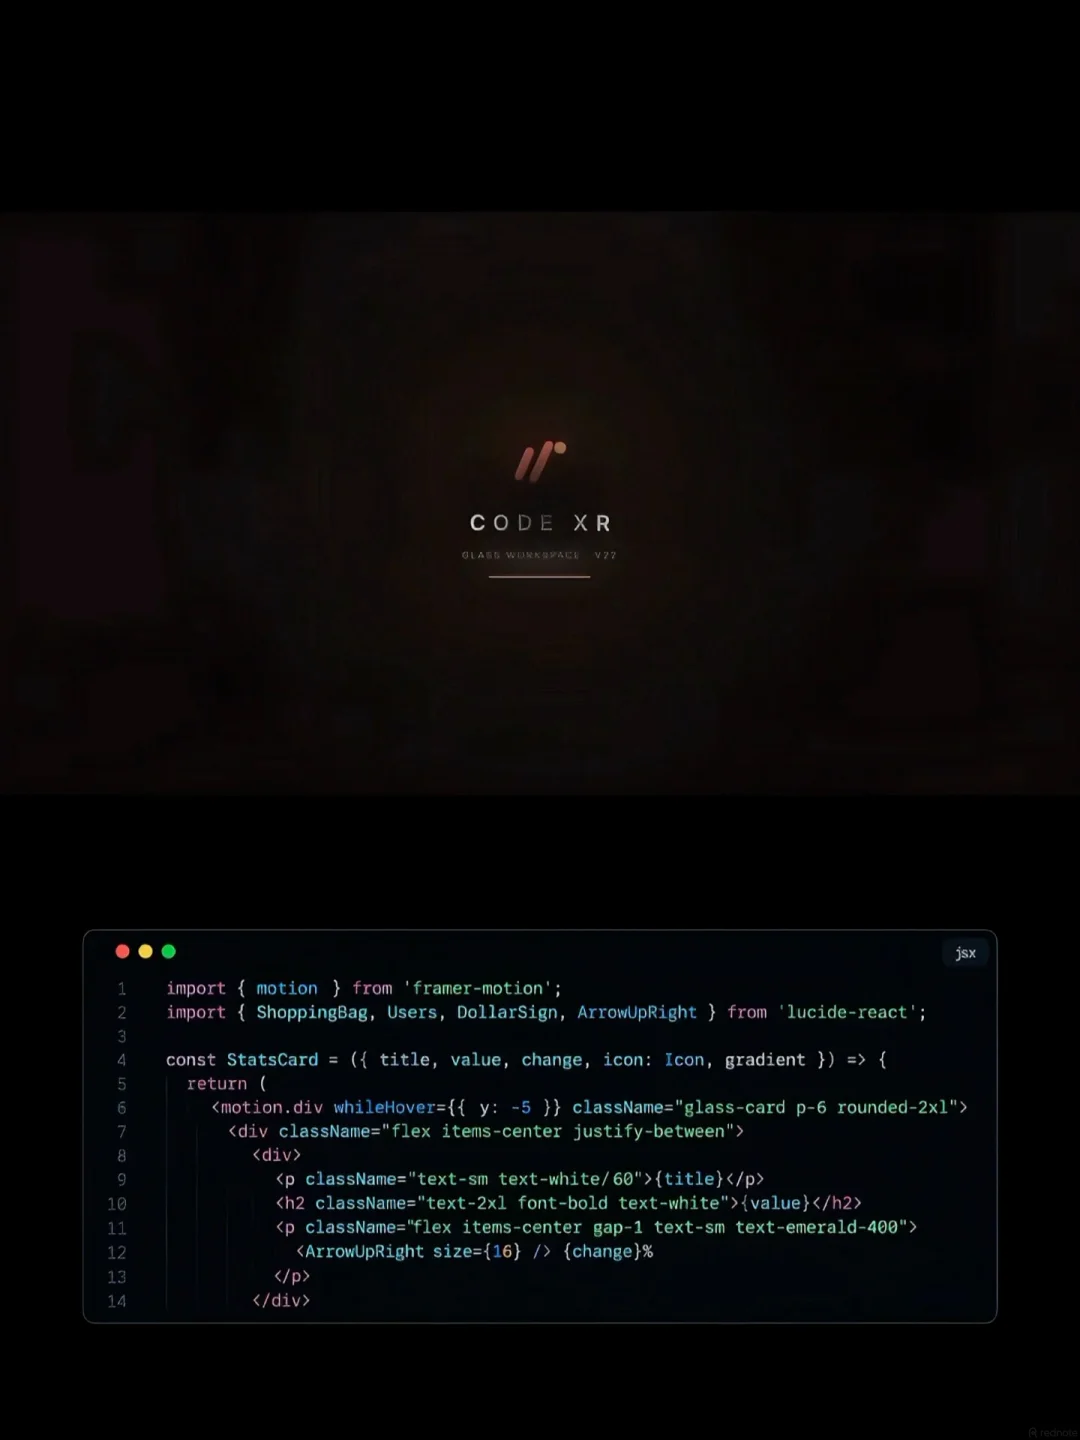 CODE XR
GLASS WORKSPACE V27
jsx
1 import { motion } from 'framer-motion';
2 import { ShoppingBag, Users, DollarSign, ArrowUpRight } from 'lucide-react';
3
4 const StatsCard = ({ title, value, change, icon: Icon, gradient }) => {
5 return (
6 <motion.div whileHover={{ y: -5 }} className="glass-card p-6 rounded-2xl">
7 <div className="flex items-center justify-between">
8 <div>
9 <p className="text-sm text-white/60">{title}</p>
10 <h2 className="text-2xl font-bold text-white">{value}</h2>
11 <p className="flex items-center gap-1 text-sm text-emerald-400">
12 <ArrowUpRight size={16} /> {change}%
13 </p>
14 </div>
rednote